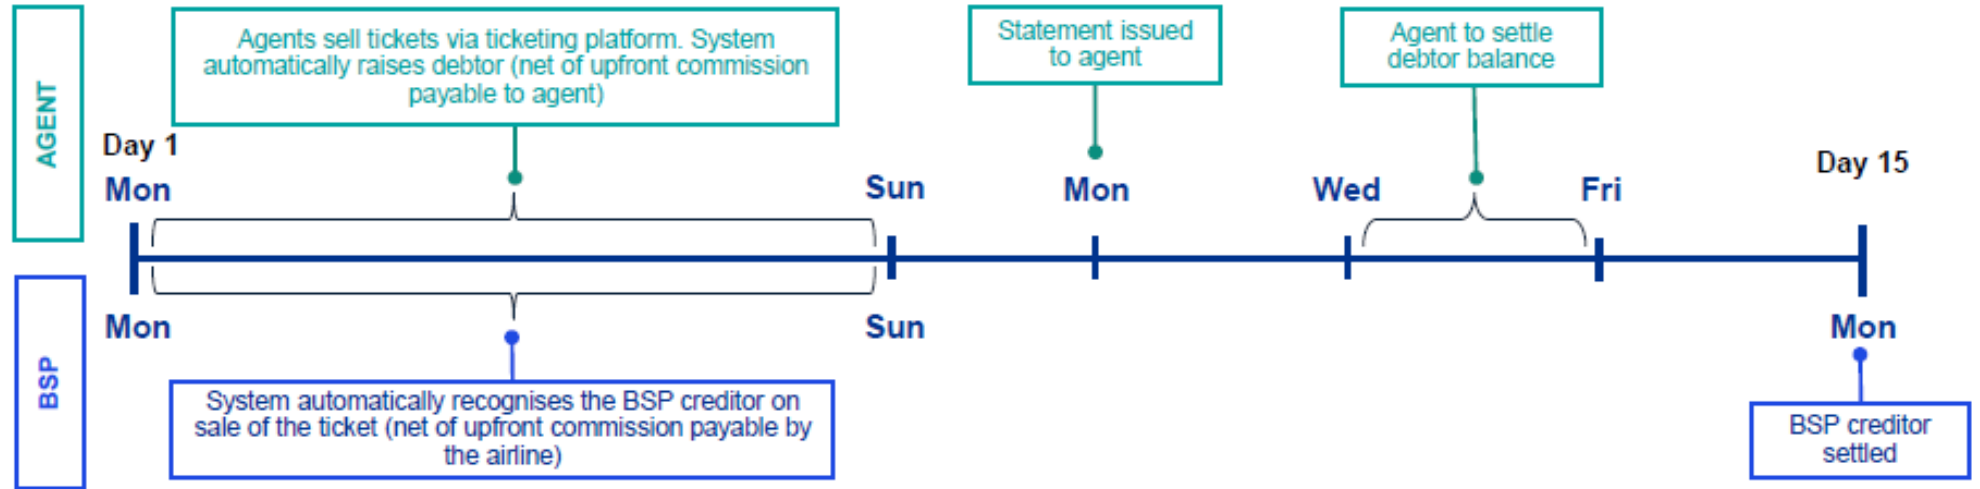 AGENT
Agents sell tickets via ticketing platform. System
automatically raises debtor (net of upfront commission
payable to agent)
Statement issued
to agent
Agent to settle
debtor balance
Day 1
Day 15
Mon
Sun
Mon
Wed
Fri
BSP
Mon
Sun
Mon
System automatically recognises the BSP creditor on
sale of the ticket (net of upfront commission payable by
the airline)
BSP creditor
settled